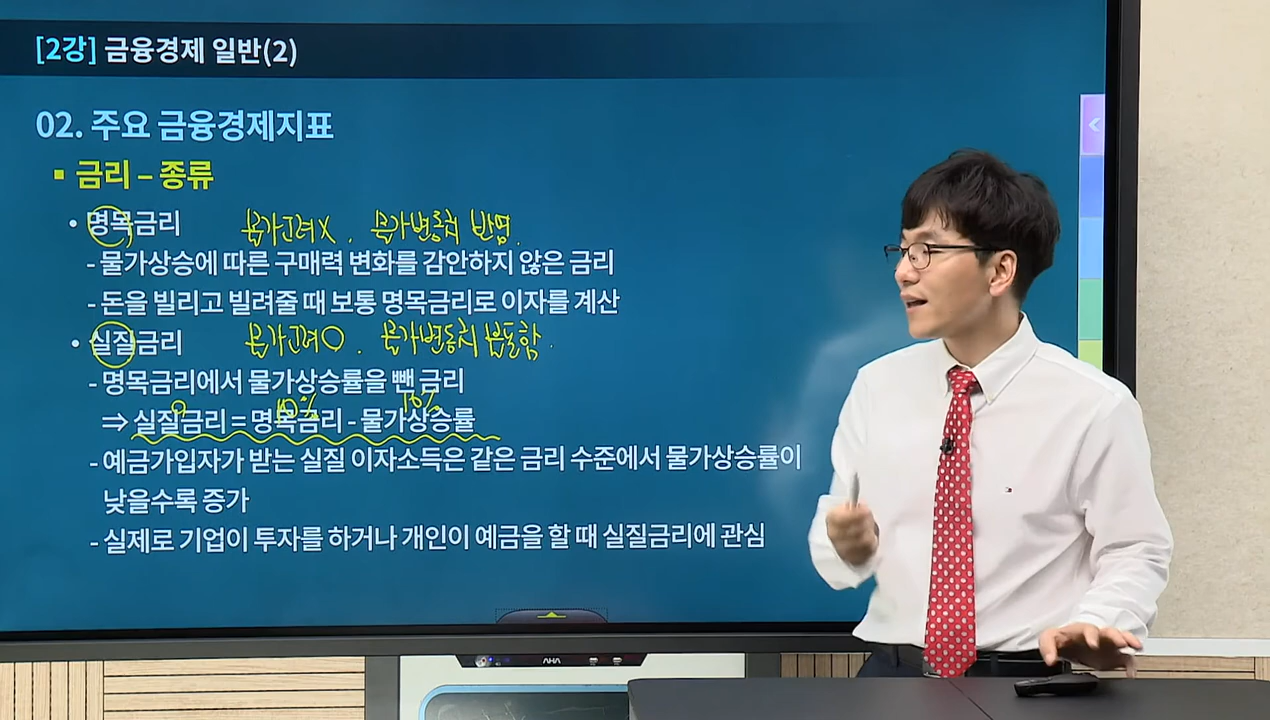 [2강] 금융경제 일반(2)
02. 주요 금융경제지표
▪ 금리 – 종류
• 명목금리 물가고려X, 물가변동치 반영.
- 물가상승에 따른 구매력 변화를 감안하지 않은 금리
- 돈을 빌리고 빌려줄 때 보통 명목금리로 이자를 계산
• 실질금리 물가고려O. 물가변동치 불포함.
- 명목금리에서 물가상승률을 뺀 금리
0 10% 10%
⇒ 실질금리 = 명목금리 - 물가상승률
- 예금가입자가 받는 실질 이자소득은 같은 금리 수준에서 물가상승률이
낮을수록 증가
- 실제로 기업이 투자를 하거나 개인이 예금을 할 때 실질금리에 관심
AHA